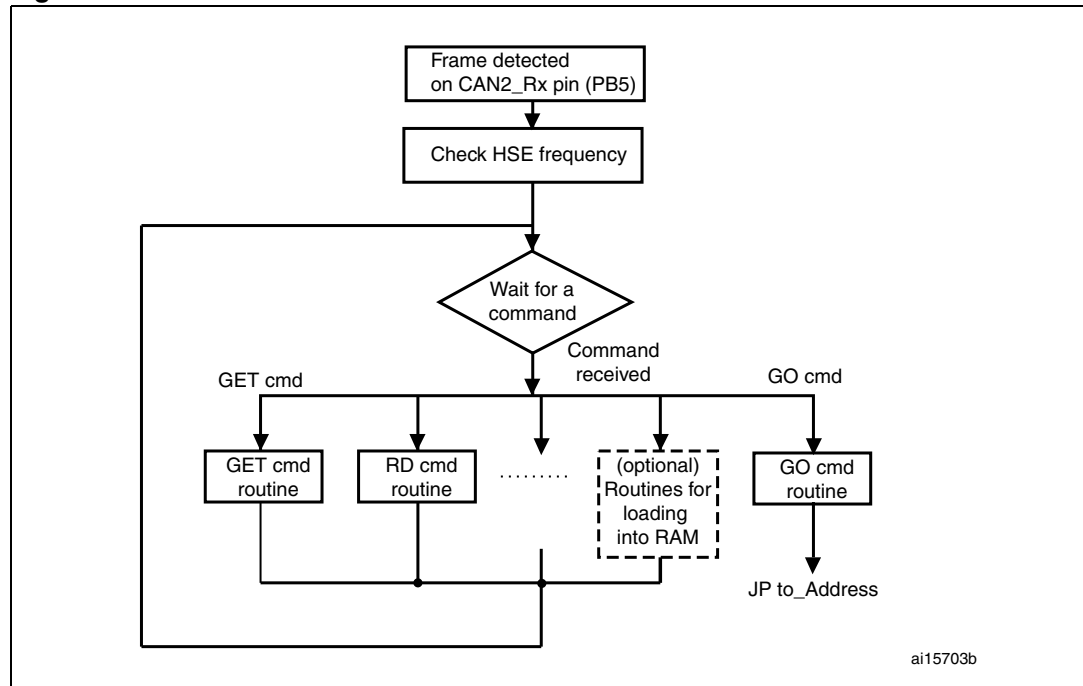 Frame detected
on CAN2_Rx pin (PB5)
Check HSE frequency
Wait for a
command
Command
received
GET cmd
GO cmd
GET cmd
routine
RD cmd
routine
.............
(optional)
Routines for
loading
into RAM
GO cmd
routine
JP to_Address
ai15703b